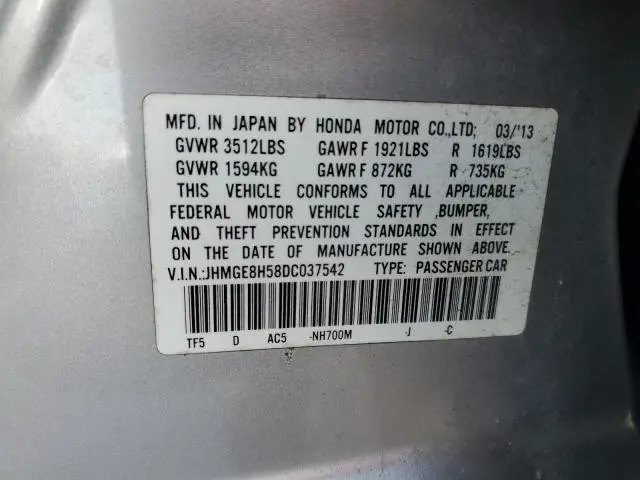 MFD. IN JAPAN BY HONDA MOTOR CO.,LTD; 03/'13
GVWR 3512LBS GAWR F 1921LBS R 1619LBS
GVWR 1594KG GAWR F 872KG R 735KG
THIS VEHICLE CONFORMS TO ALL APPLICABLE
FEDERAL MOTOR VEHICLE SAFETY ,BUMPER,
AND THEFT PREVENTION STANDARDS IN EFFECT
ON THE DATE OF MANUFACTURE SHOWN ABOVE.
V.I.N.:JHMGE8H58DC037542 TYPE: PASSENGER CAR
TF5 D AC5 -NH700M -J -C